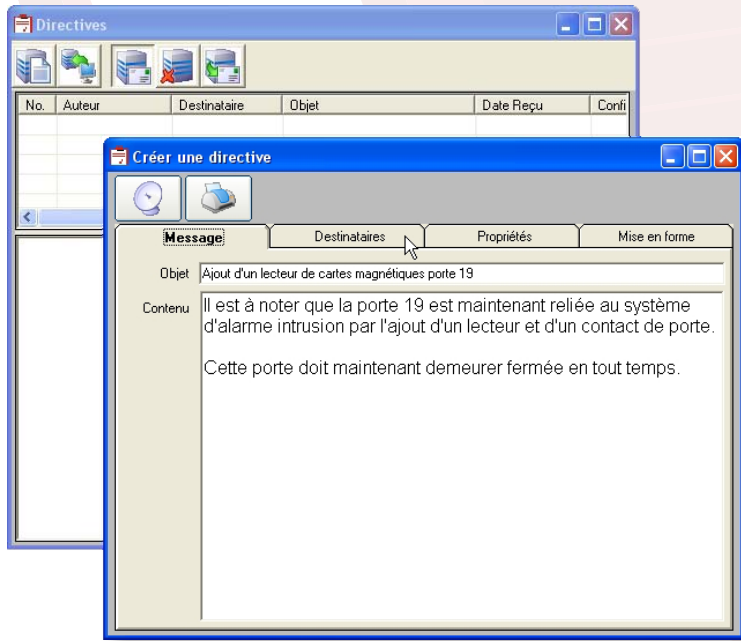 Directives
No. Auteur Destinataire Objet Date Reçu Confi
Créer une directive
Message Destinataires Propriétés Mise en forme
Objet Ajout d'un lecteur de cartes magnétiques porte 19
Contenu Il est à noter que la porte 19 est maintenant reliée au système
d'alarme intrusion par l'ajout d'un lecteur et d'un contact de porte.
Cette porte doit maintenant demeurer fermée en tout temps.